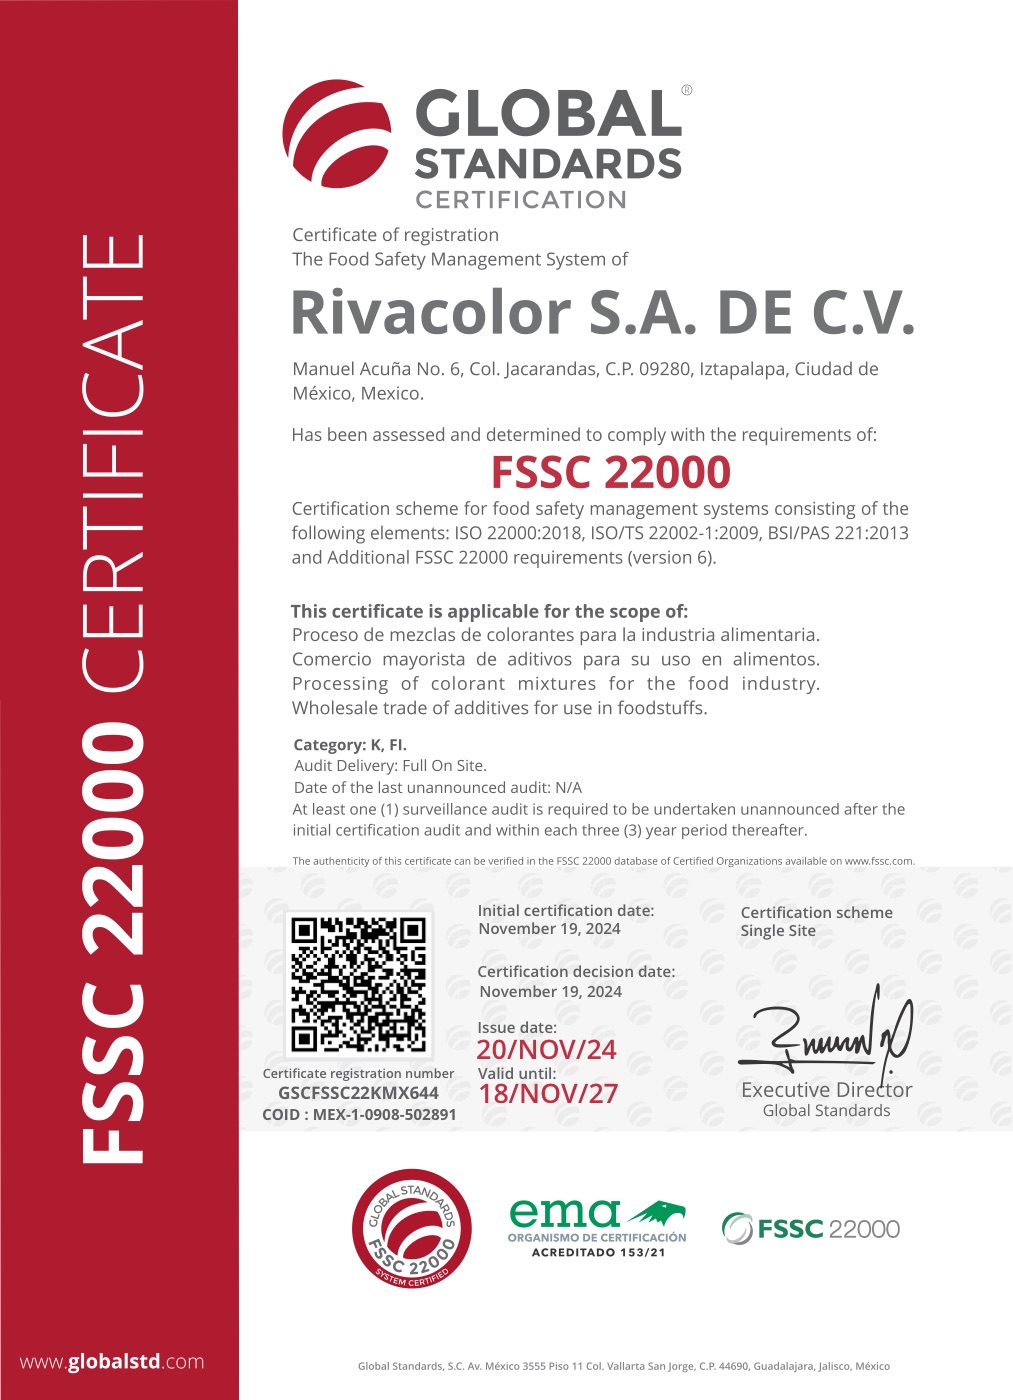 FSSC 22000 CERTIFICATE
GLOBAL®
STANDARDS
CERTIFICATION
Certificate of registration
The Food Safety Management System of
Rivacolor S.A. DE C.V.
Manuel Acuña No. 6, Col. Jacarandas, C.P. 09280, Iztapalapa, Ciudad de
México, Mexico.
Has been assessed and determined to comply with the requirements of:
FSSC 22000
Certification scheme for food safety management systems consisting of the
following elements: ISO 22000:2018, ISO/TS 22002-1:2009, BSI/PAS 221:2013
and Additional FSSC 22000 requirements (version 6).
This certificate is applicable for the scope of:
Proceso de mezclas de colorantes para la industria alimentaria.
Comercio mayorista de aditivos para su uso en alimentos.
Processing of colorant mixtures for the food industry.
Wholesale trade of additives for use in foodstuffs.
Category: K, FI.
Audit Delivery: Full On Site.
Date of the last unannounced audit: N/A
At least one (1) surveillance audit is required to be undertaken unannounced after the
initial certification audit and within each three (3) year period thereafter.
The authenticity of this certificate can be verified in the FSSC 22000 database of Certified Organizations available on www.fssc.com.
Certificate registration number
GSCFSSC22KMX644
COID : MEX-1-0908-502891
Initial certification date:
November 19, 2024
Certification decision date:
November 19, 2024
Issue date:
20/NOV/24
Valid until:
18/NOV/27
Certification scheme
Single Site
Executive Director
Global Standards
GLOBAL STANDARDS
FSSC 22000
SYSTEM CERTIFIED
ema
ORGANISMO DE CERTIFICACIÓN
ACREDITADO 153/21
FSSC 22000
www.globalstd.com
Global Standards, S.C. Av. México 3555 Piso 11 Col. Vallarta San Jorge, C.P. 44690, Guadalajara, Jalisco, México